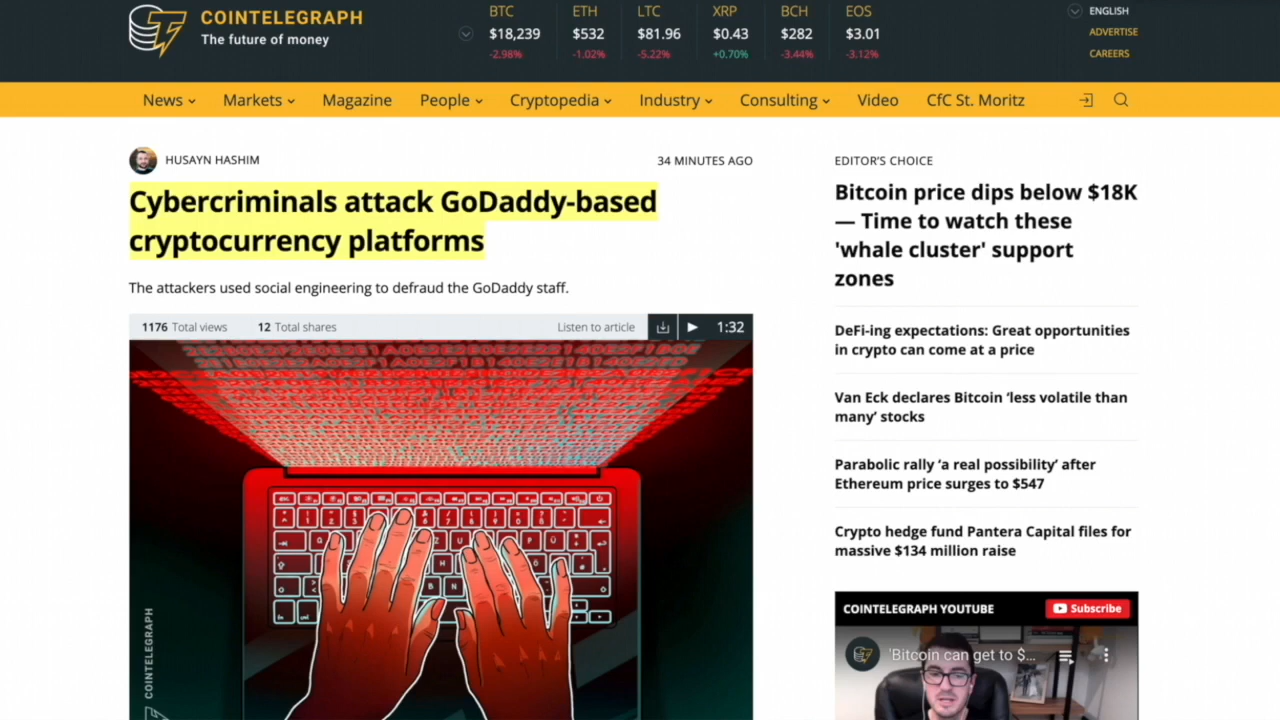 COINTELEGRAPH
The future of money
BTC
$18,239
-2.98%
ETH
$532
-1.02%
LTC
$81.96
-5.22%
XRP
$0.43
+0.70%
BCH
$282
-3.44%
EOS
$3.01
-3.12%
ENGLISH
ADVERTISE
CAREERS
News Markets Magazine People Cryptopedia Industry Consulting Video CfC St. Moritz
HUSAYN HASHIM 34 MINUTES AGO
Cybercriminals attack GoDaddy-based
cryptocurrency platforms
The attackers used social engineering to defraud the GoDaddy staff.
1176 Total views 12 Total shares Listen to article 1:32
COINTELEGRAPH
EDITOR'S CHOICE
Bitcoin price dips below $18K
— Time to watch these
'whale cluster' support
zones
DeFi-ing expectations: Great opportunities
in crypto can come at a price
Van Eck declares Bitcoin ‘less volatile than
many’ stocks
Parabolic rally ‘a real possibility’ after
Ethereum price surges to $547
Crypto hedge fund Pantera Capital files for
massive $134 million raise
COINTELEGRAPH YOUTUBE Subscribe
'Bitcoin can get to $...